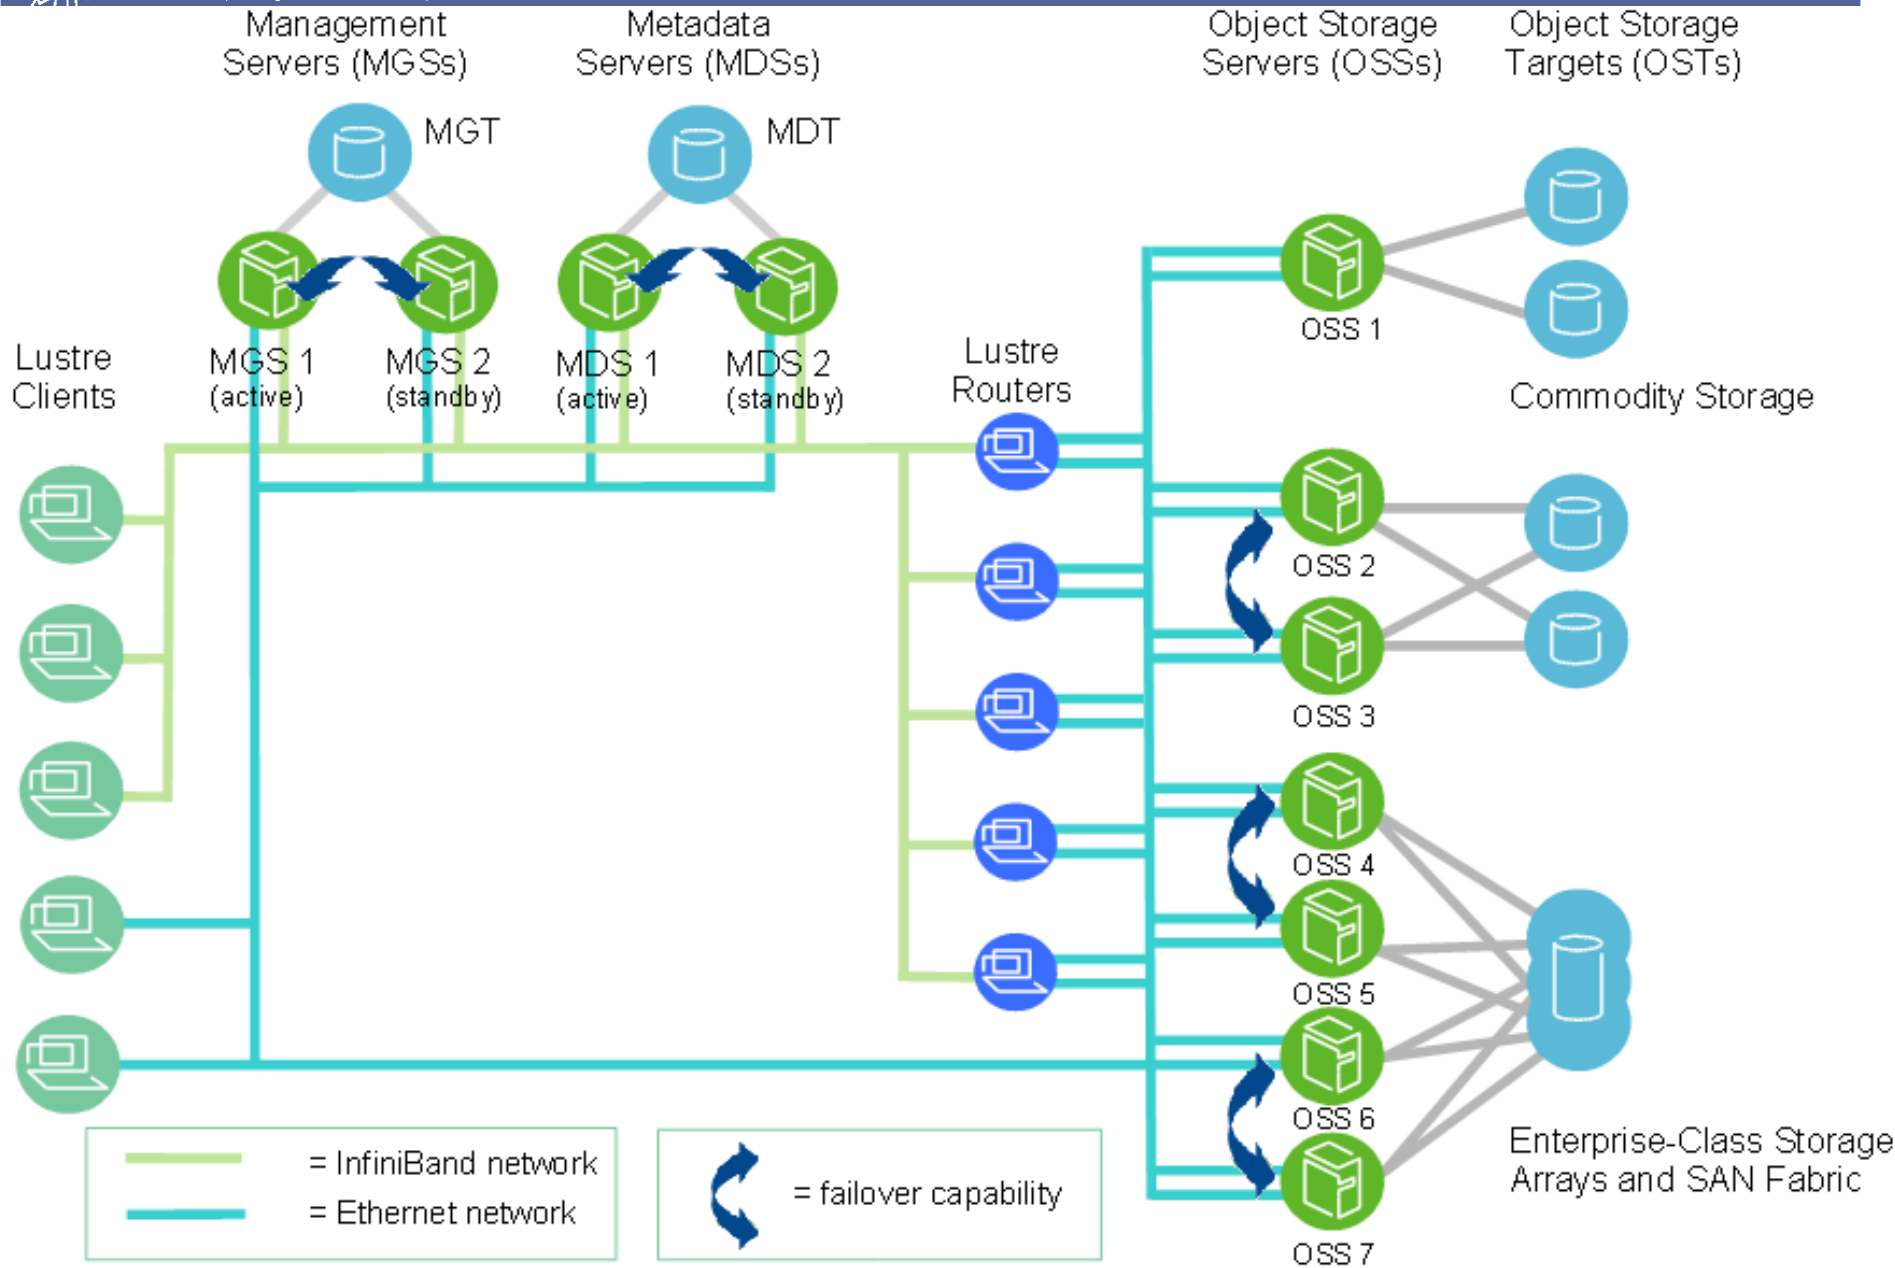 Management
Servers (MGSs)
Metadata
Servers (MDSs)
Object Storage
Servers (OSSs)
Object Storage
Targets (OSTs)
MGT
MDT
OSS 1
Lustre
Clients
MGS 1
(active)
MGS 2
(standby)
MDS 1
(active)
MDS 2
(standby)
Lustre
Routers
Commodity Storage
OSS 2
OSS 3
OSS 4
OSS 5
OSS 6
OSS 7
Enterprise-Class Storage
Arrays and SAN Fabric
= InfiniBand network
= Ethernet network
= failover capability